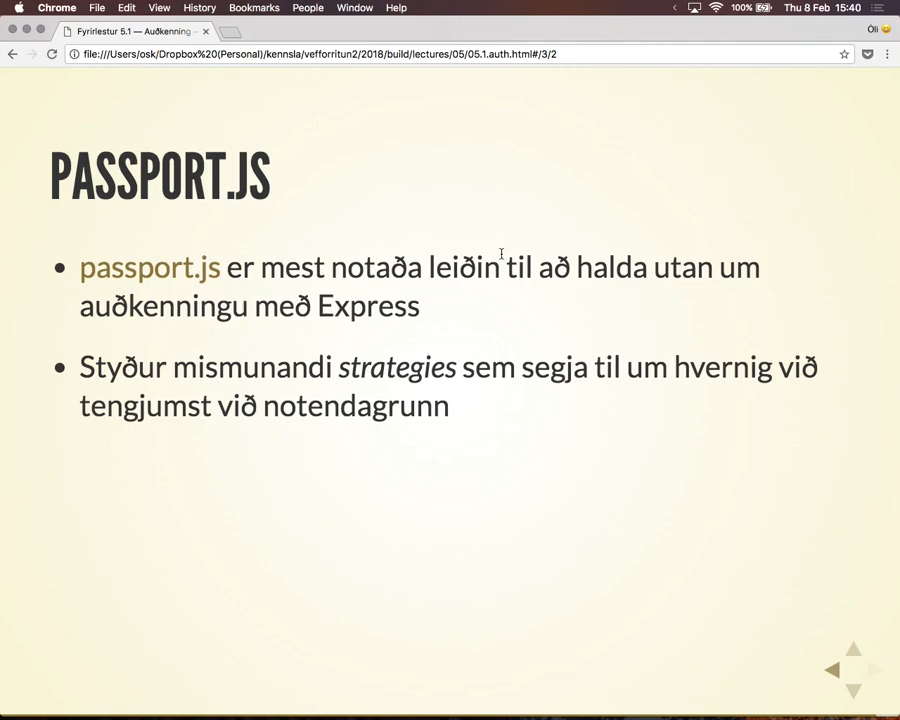 Chrome File Edit View History Bookmarks People Window Help 100% Thu 8 Feb 15:40
Fyrirlestur 5.1 — Auðkenning Óli
file:///Users/osk/Dropbox%20(Personal)/kennsla/vefforritun2/2018/build/lectures/05/05.1.auth.html#/3/2
PASSPORT.JS
passport.js er mest notaða leiðin til að halda utan um
auðkenningu með Express
Styður mismunandi strategies sem segja til um hvernig við
tengjumst við notendagrunn